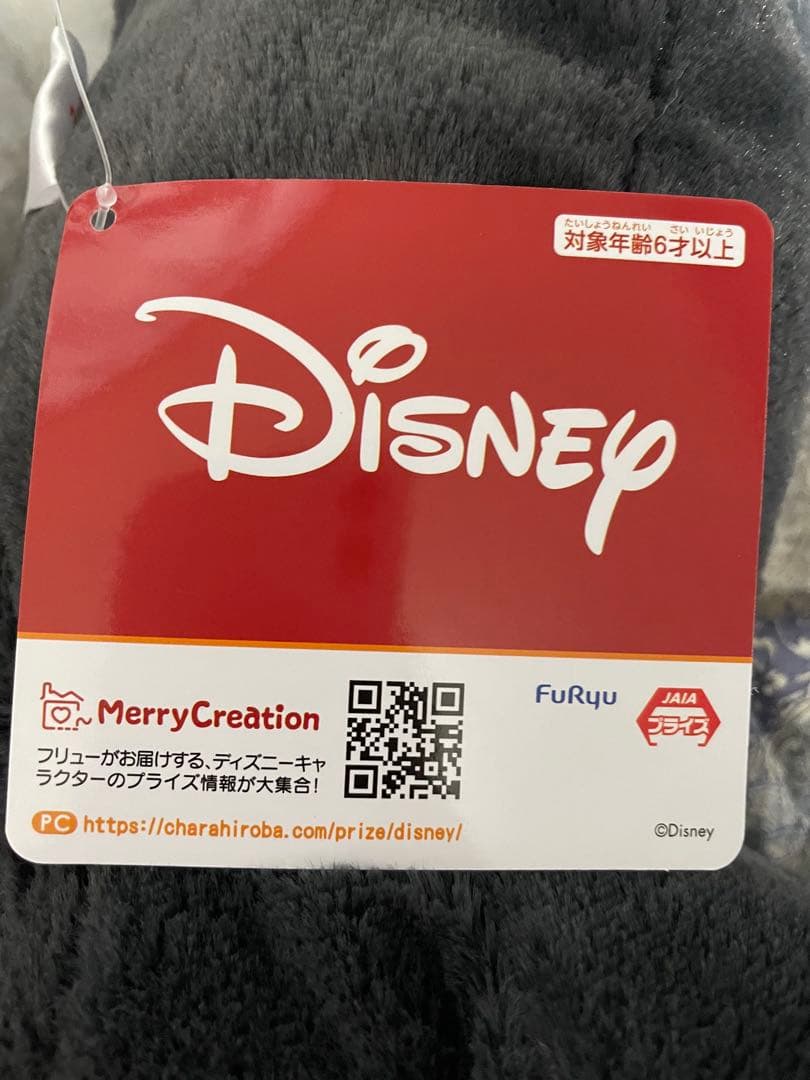 たいしょうねんれい さい いじょう
対象年齢6才以上
Disney
MerryCreation
フリューがお届けする、ディズニーキャ
ラクターのプライズ情報が大集合!
PC https://charahiroba.com/prize/disney/
FuRyu
JAIA
プライズ
©Disney